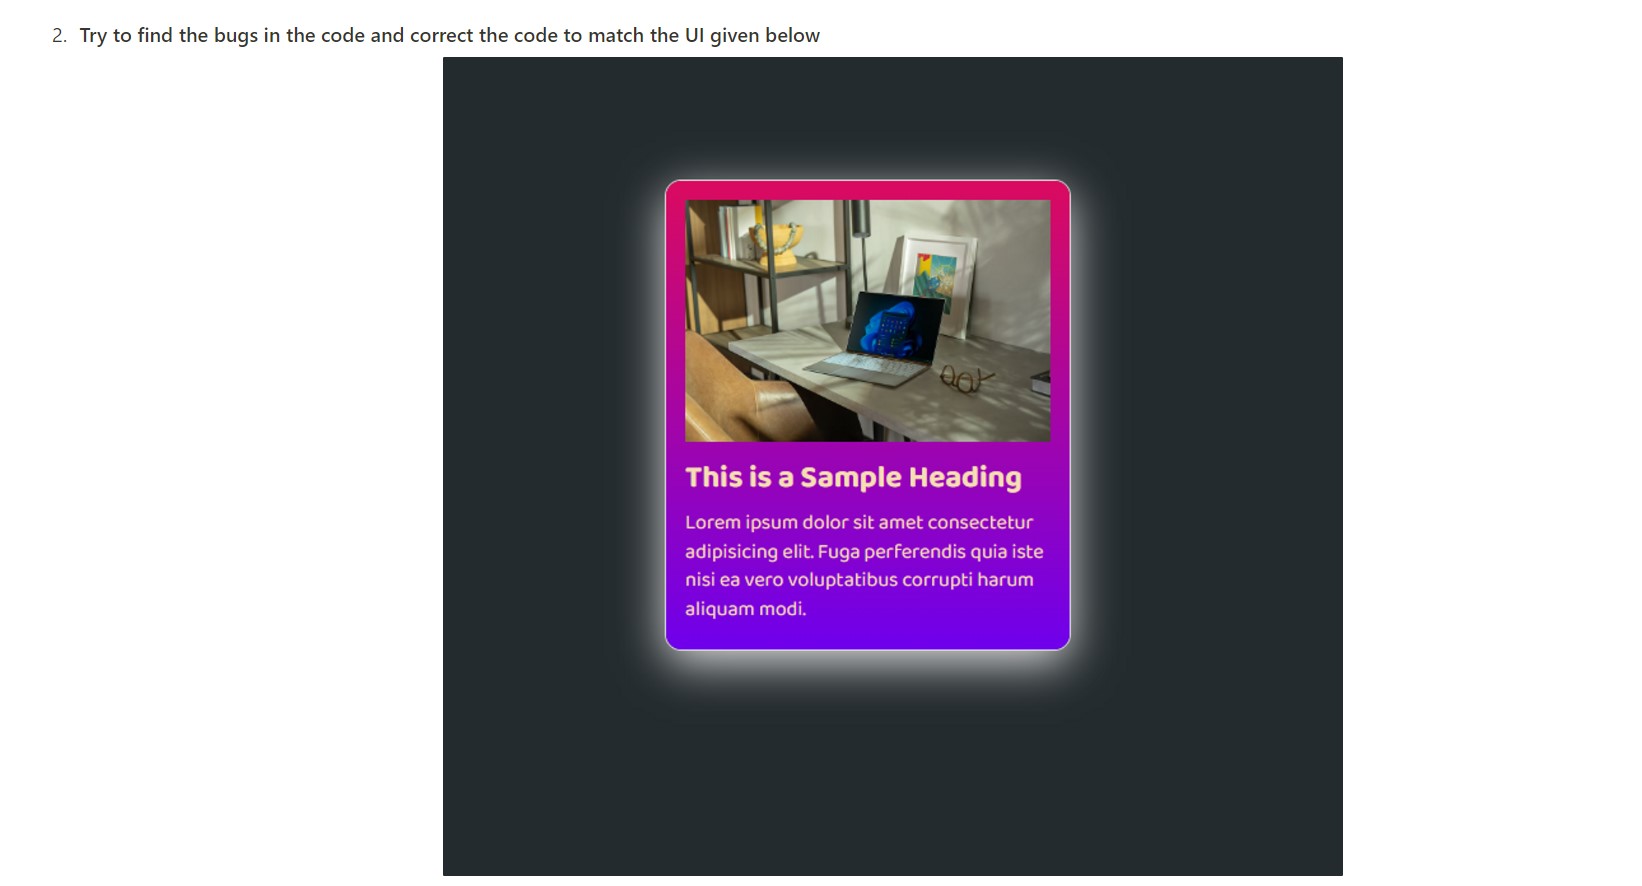 2. Try to find the bugs in the code and correct the code to match the UI given below
This is a Sample Heading
Lorem ipsum dolor sit amet consectetur
adipisicing elit. Fuga perferendis quia iste
nisi ea vero voluptatibus corrupti harum
aliquam modi.